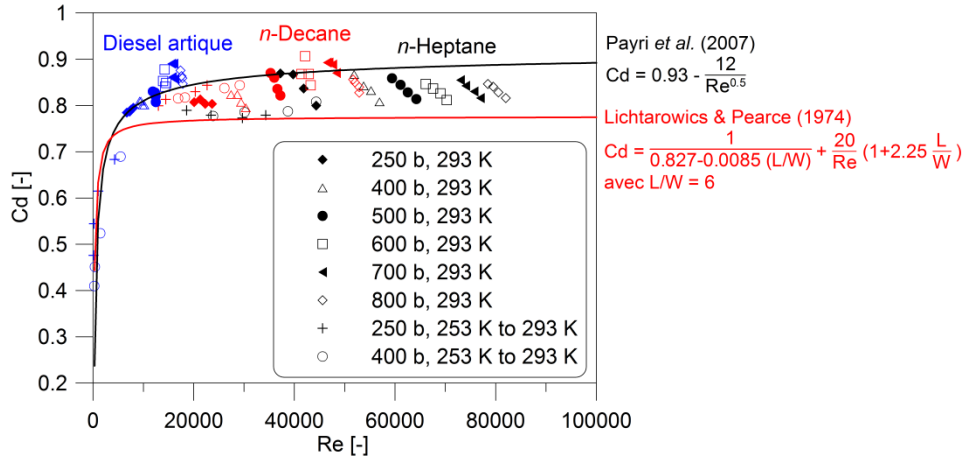 Diesel artique
n-Decane
n-Heptane
Cd [-]
1
0.9
0.8
0.7
0.6
0.5
0.4
0.3
0.2
250 b, 293 K
400 b, 293 K
500 b, 293 K
600 b, 293 K
700 b, 293 K
800 b, 293 K
250 b, 253 K to 293 K
400 b, 253 K to 293 K
0 20000 40000 60000 80000 100000
Re [-]
Payri et al. (2007)
Cd = 0.93 - 12/Re^0.5
Lichtarowics & Pearce (1974)
Cd = 1/(0.827-0.0085 (L/W)) + 20/Re (1+2.25 L/W)
avec L/W = 6